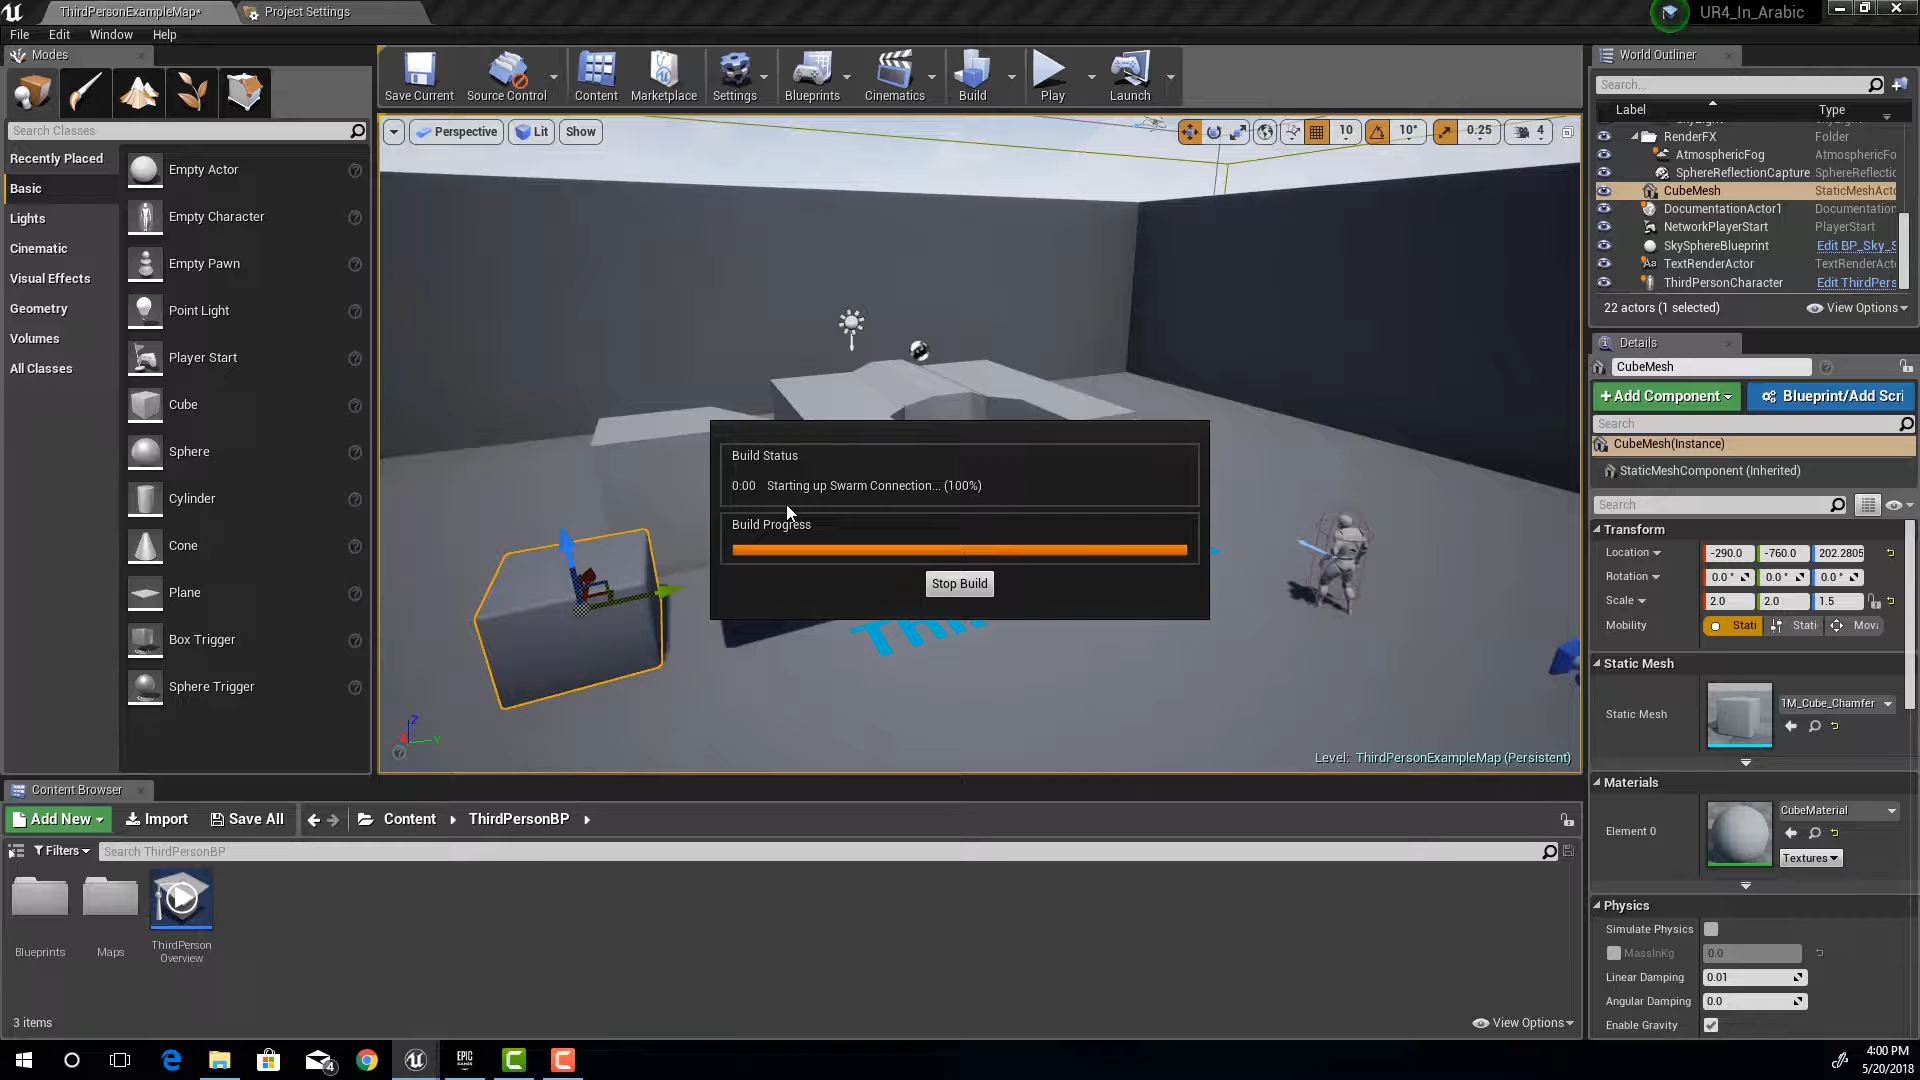 ThirdPersonExampleMap*
Project Settings
UR4_In_Arabic
File Edit Window Help
Modes
Search Classes
Recently Placed
Basic
Lights
Cinematic
Visual Effects
Geometry
Volumes
All Classes
Empty Actor
Empty Character
Empty Pawn
Point Light
Player Start
Cube
Sphere
Cylinder
Cone
Plane
Box Trigger
Sphere Trigger
Save Current
Source Control
Content
Marketplace
Settings
Blueprints
Cinematics
Build
Play
Launch
Perspective
Lit
Show
10
10°
0.25
4
Build Status
0:00 Starting up Swarm Connection... (100%)
Build Progress
Stop Build
Level: ThirdPersonExampleMap (Persistent)
World Outliner
Search...
Label Type
RenderFX Folder
AtmosphericFog AtmosphericFo
SphereReflectionCapture SphereReflectic
CubeMesh StaticMeshActo
DocumentationActor1 Documentation
NetworkPlayerStart PlayerStart
SkySphereBlueprint Edit BP_Sky_S
TextRenderActor TextRenderActo
ThirdPersonCharacter Edit ThirdPers
22 actors (1 selected)
View Options
Details
CubeMesh
+Add Component
Blueprint/Add Scri
Search
CubeMesh(Instance)
StaticMeshComponent (Inherited)
Search
Transform
Location -290.0 -760.0 202.2805
Rotation 0.0° 0.0° 0.0°
Scale 2.0 2.0 1.5
Mobility Stati Stati Mova
Static Mesh
Static Mesh 1M_Cube_Chamfer
Materials
Element 0
CubeMaterial
Textures
Physics
Simulate Physics
MassInKg 0.0
Linear Damping 0.01
Angular Damping 0.0
Enable Gravity
Content Browser
Add New
Import
Save All
Content
ThirdPersonBP
Filters
Search ThirdPersonBP
Blueprints
Maps
ThirdPerson
Overview
3 items
View Options
4
EPIC
GAMES
4:00 PM
5/20/2018